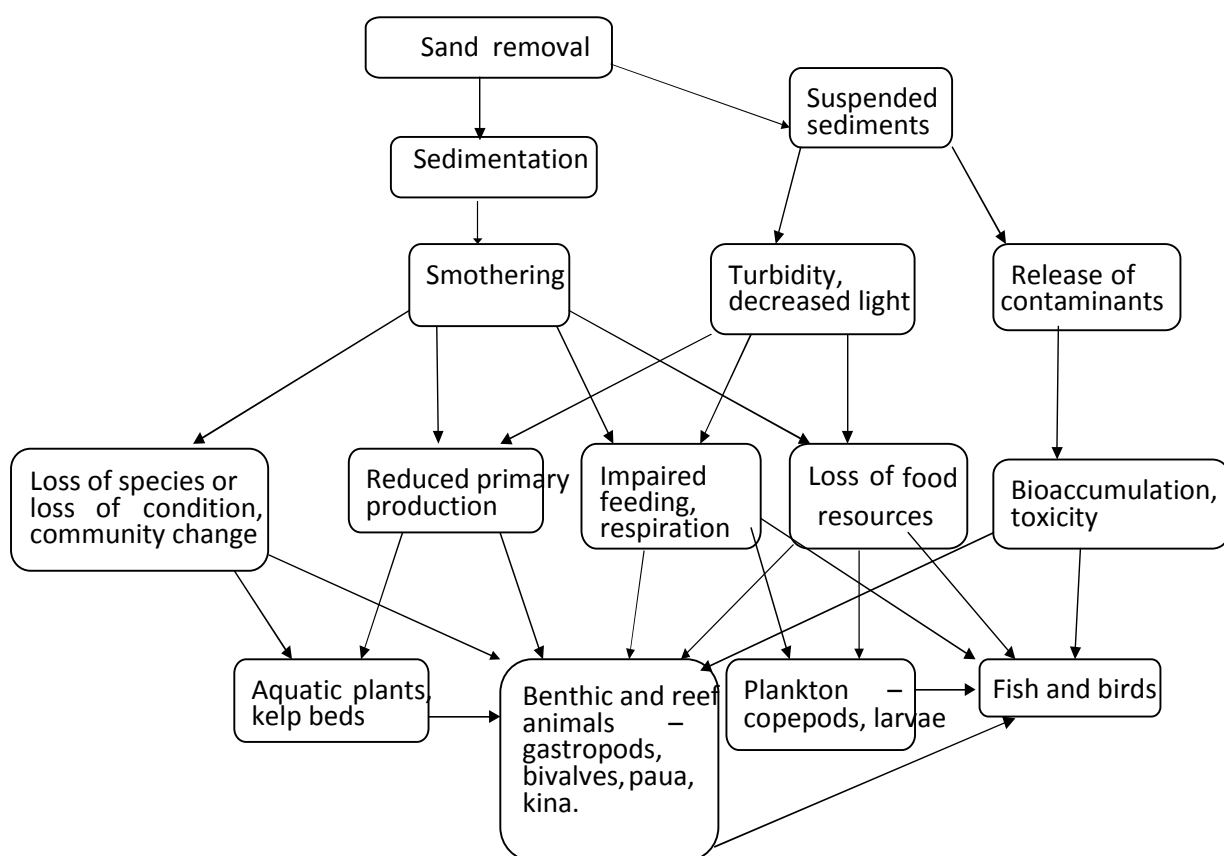 Sand removal
Suspended
sediments
Sedimentation
Smothering
Turbidity,
decreased light
Release of
contaminants
Loss of species or
loss of condition,
community change
Reduced primary
production
Impaired
feeding,
respiration
Loss of food
resources
Bioaccumulation,
toxicity
Aquatic plants,
kelp beds
Benthic and reef
animals –
gastropods,
bivalves, paua,
kina.
Plankton –
copepods, larvae
Fish and birds